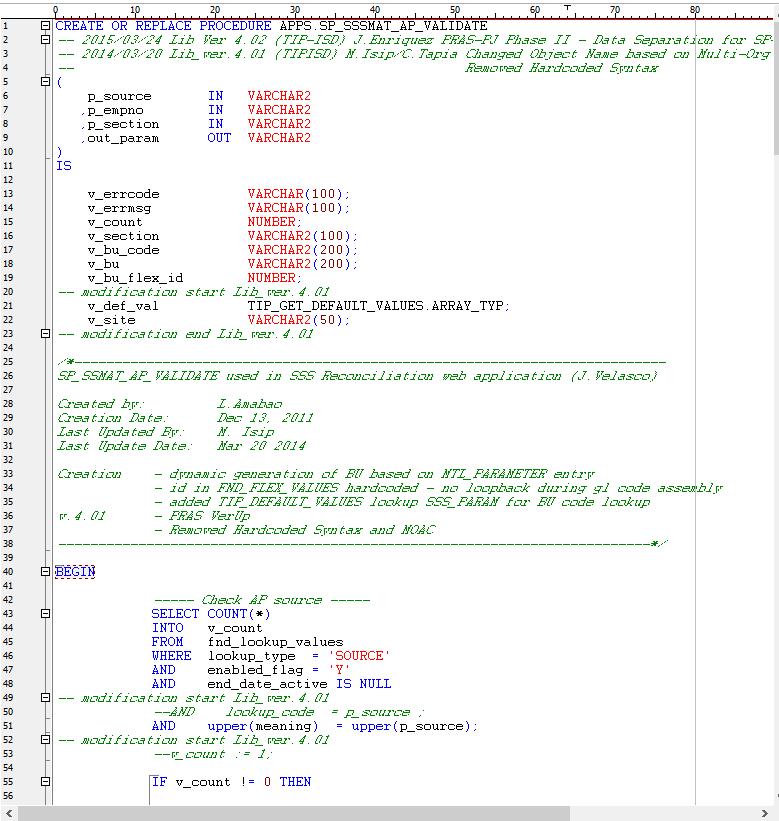 0 10 20 30 40 50 60 70 80
1 CREATE OR REPLACE PROCEDURE APPS.SP_SSSMAT_AP_VALIDATE
2 -- 2015/03/24 Lib Ver 4.02 (TIP-ISD) J.Enriquez PRAS-PJ Phase II - Data Separation for SP-
3 -- 2014/03/20 Lib_ver.4.01 (TIPISD) M.Isip/C.Tapia Changed Object Name based on Multi-Org
4 -- Removed Hardcoded Syntax
5 (
6 p_source IN VARCHAR2
7 ,p_empno IN VARCHAR2
8 ,p_section IN VARCHAR2
9 ,out_param OUT VARCHAR2
10 )
11 IS
12
13 v_errcode VARCHAR(100);
14 v_errmsg VARCHAR(100);
15 v_count NUMBER;
16 v_section VARCHAR2(100);
17 v_bu_code VARCHAR2(200);
18 v_bu VARCHAR2(200);
19 v_bu_flex_id NUMBER;
20 -- modification start Lib_ver.4.01
21 v_def_val TIP_GET_DEFAULT_VALUES.ARRAY_TYP;
22 v_site VARCHAR2(50);
23 -- modification end Lib_ver.4.01
24
25 /*--------------------------------------------------------------------------
26 SP_SSMAT_AP_VALIDATE used in SSS Reconciliation web application (J.Velasco)
27
28 Created by: L.Amabao
29 Creation Date: Dec 13, 2011
30 Last Updated By: M. Isip
31 Last Update Date: Mar 20 2014
32
33 Creation - dynamic generation of BU based on MTL_PARAMETER entry
34 - id in FND_FLEX_VALUES hardcoded - no loopback during gl code assembly
35 - added TIP_DEFAULT_VALUES lookup SSS_PARAM for BU code lookup
36 v.4.01 - PRAS VerUp
37 - Removed Hardcoded Syntax and MOAC
38 --------------------------------------------------------------------------*/
39
40 BEGIN
41
42 ----- Check AP source -----
43 SELECT COUNT(*)
44 INTO v_count
45 FROM fnd_lookup_values
46 WHERE lookup_type = 'SOURCE'
47 AND enabled_flag = 'Y'
48 AND end_date_active IS NULL
49 -- modification start Lib_ver.4.01
50 --AND lookup_code = p_source ;
51 AND upper(meaning) = upper(p_source);
52 -- modification start Lib_ver.4.01
53 --v_count := 1;
54
55 IF v_count != 0 THEN
56